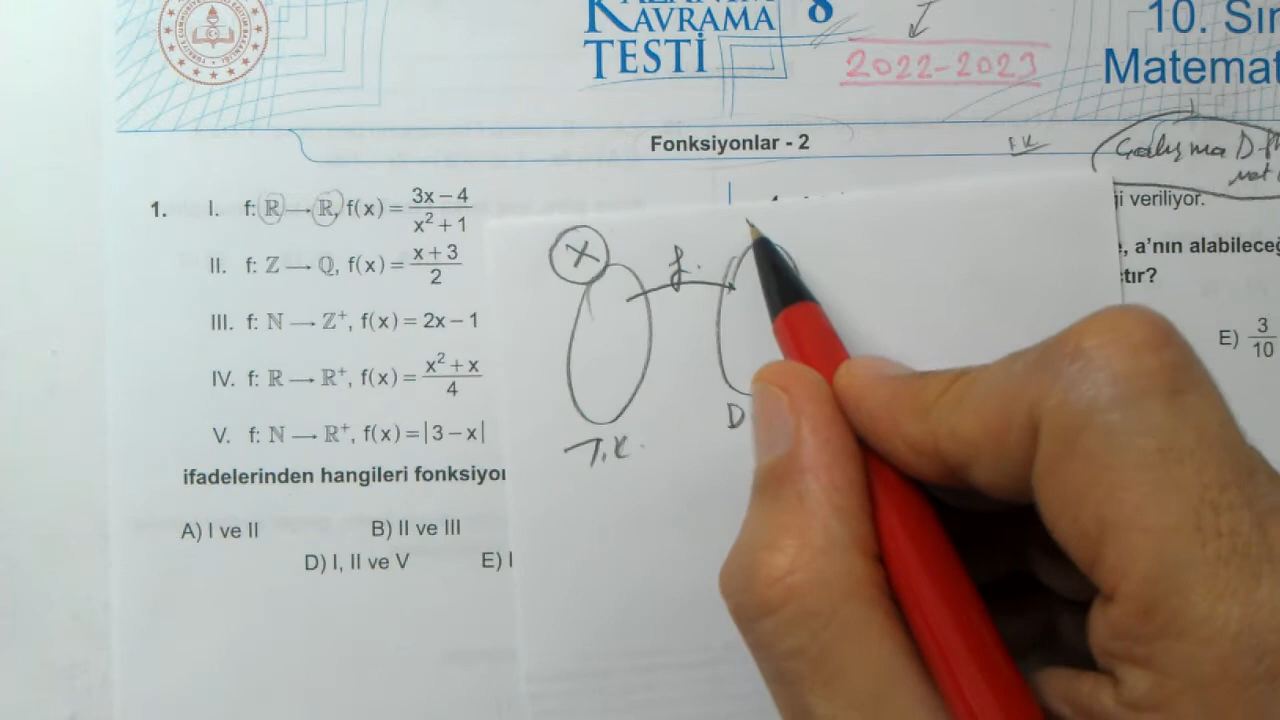 KAVRAMA
TESTİ
8
2022-2023
10. Sın
Matemat
Fonksiyonlar - 2
Çalışma D
1. I. f: ℝ → ℝ, f(x) = (3x – 4)/(x² + 1)
II. f: ℤ → ℚ, f(x) = (x + 3)/2
III. f: ℕ → ℤ⁺, f(x) = 2x – 1
IV. f: ℝ → ℝ⁺, f(x) = (x² + x)/4
V. f: ℕ → ℝ⁺, f(x) = |3 – x|
ifadelerinden hangileri fonksiyo
A) I ve II B) II ve III
D) I, II ve V E) I
x
f.
T.K.
D
i veriliyor.
, a’nın alabileceğ
tır?
E) 3/10